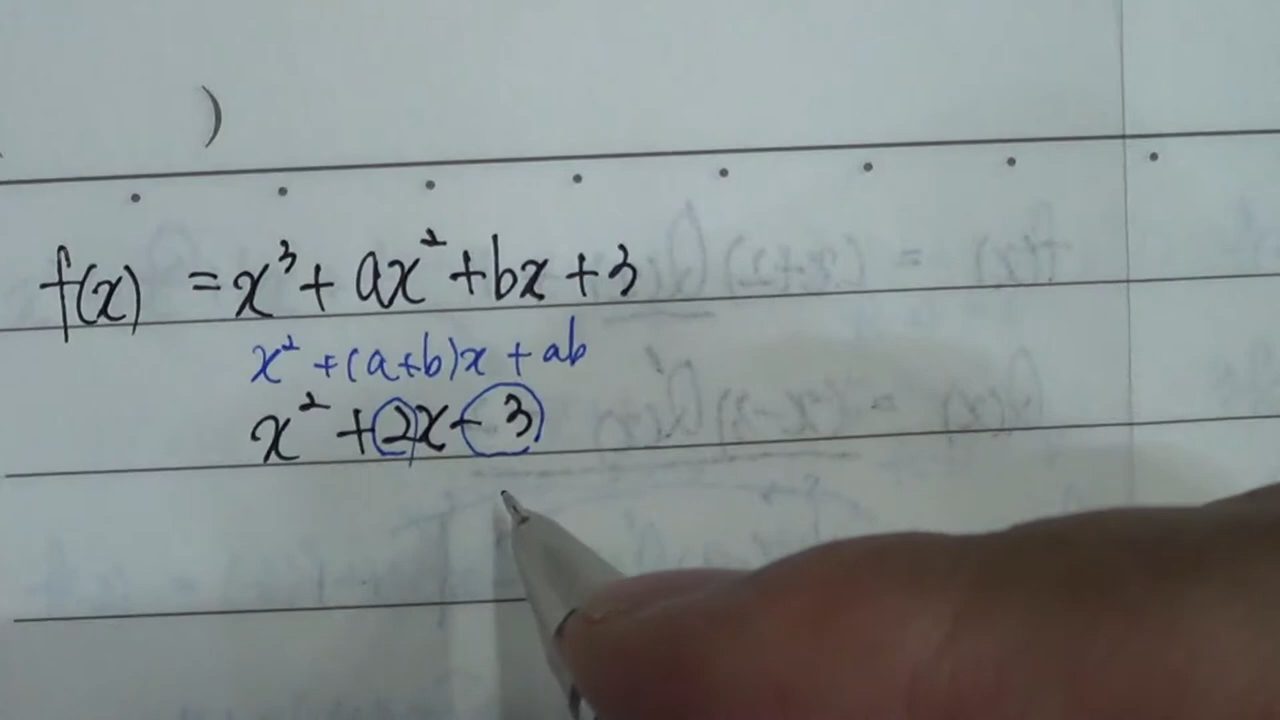 )
f(x) = x³ + ax² + bx + 3
x² + (a+b)x + ab
x² + 2x - 3